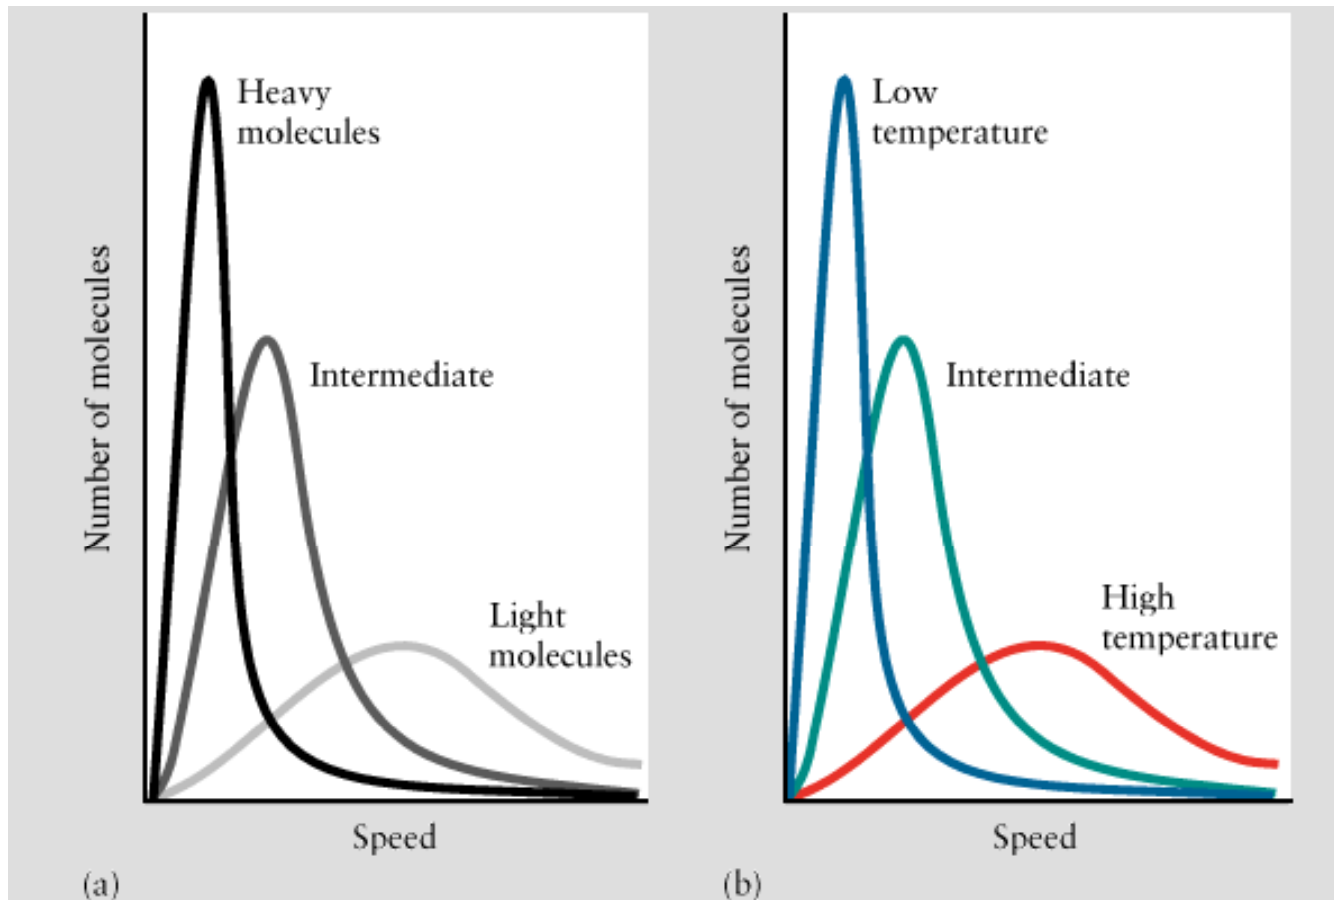 Heavy
molecules
Intermediate
Light
molecules
Number of molecules
Speed
(a)
Low
temperature
Intermediate
High
temperature
Number of molecules
Speed
(b)